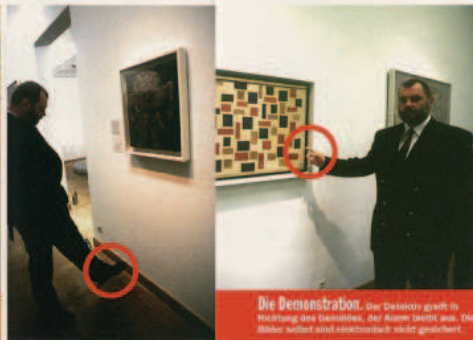 Die Demonstration. Der Detektiv greift in
Richtung des Gemäldes, der Alarm bleibt aus. Die
Bilder selbst sind elektronisch nicht gesichert.